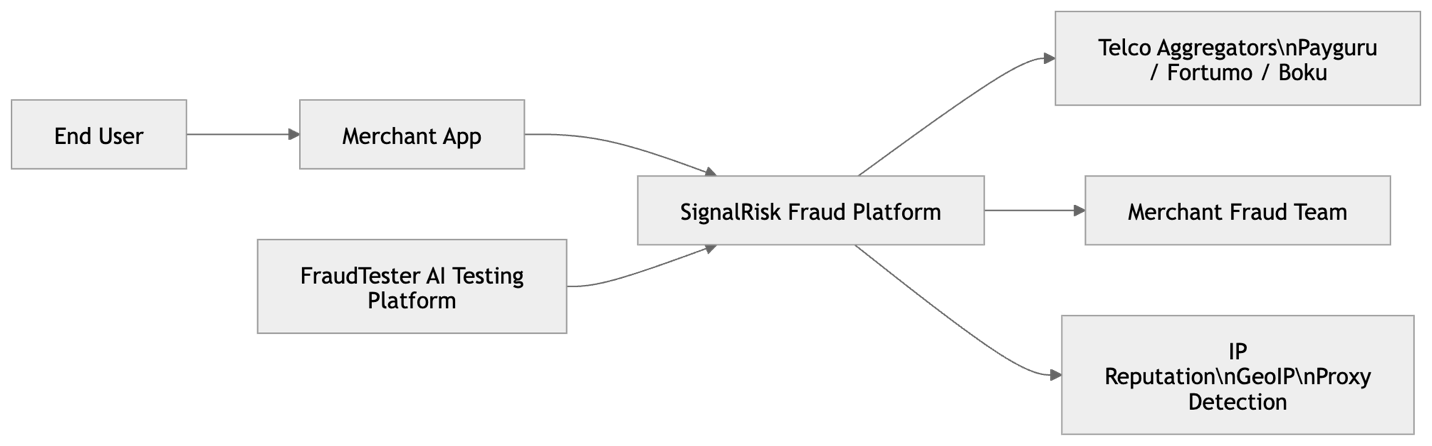 End User
Merchant App
FraudTester AI Testing
Platform
SignalRisk Fraud Platform
Telco Aggregators\nPayguru
/ Fortumo / Boku
Merchant Fraud Team
IP
Reputation\nGeoIP\nProxy
Detection